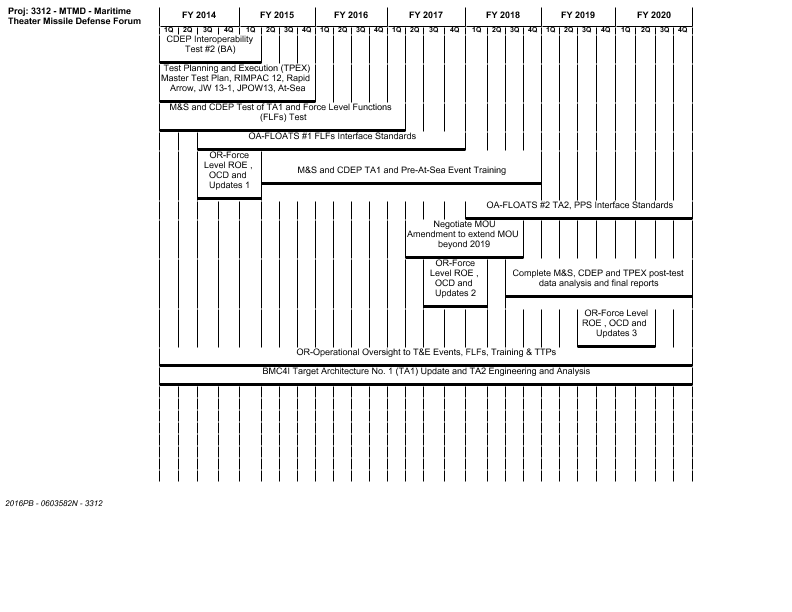 Proj: 3312 - MTMD - Maritime
Theater Missile Defense Forum
FY 2014 FY 2015 FY 2016 FY 2017 FY 2018 FY 2019 FY 2020
1Q 2Q 3Q 4Q 1Q 2Q 3Q 4Q 1Q 2Q 3Q 4Q 1Q 2Q 3Q 4Q 1Q 2Q 3Q 4Q 1Q 2Q 3Q 4Q 1Q 2Q 3Q 4Q
CDEP Interoperability
Test #2 (BA)
Test Planning and Execution (TPEX)
Master Test Plan, RIMPAC 12, Rapid
Arrow, JW 13-1, JPOW13, At-Sea
M&S and CDEP Test of TA1 and Force Level Functions
(FLFs) Test
OA-FLOATS #1 FLFs Interface Standards
OR-Force
Level ROE ,
OCD and
Updates 1
M&S and CDEP TA1 and Pre-At-Sea Event Training
OA-FLOATS #2 TA2, PPS Interface Standards
Negotiate MOU
Amendment to extend MOU
beyond 2019
OR-Force
Level ROE ,
OCD and
Updates 2
Complete M&S, CDEP and TPEX post-test
data analysis and final reports
OR-Force Level
ROE , OCD and
Updates 3
OR-Operational Oversight to T&E Events, FLFs, Training & TTPs
BMC4I Target Architecture No. 1 (TA1) Update and TA2 Engineering and Analysis
2016PB - 0603582N - 3312